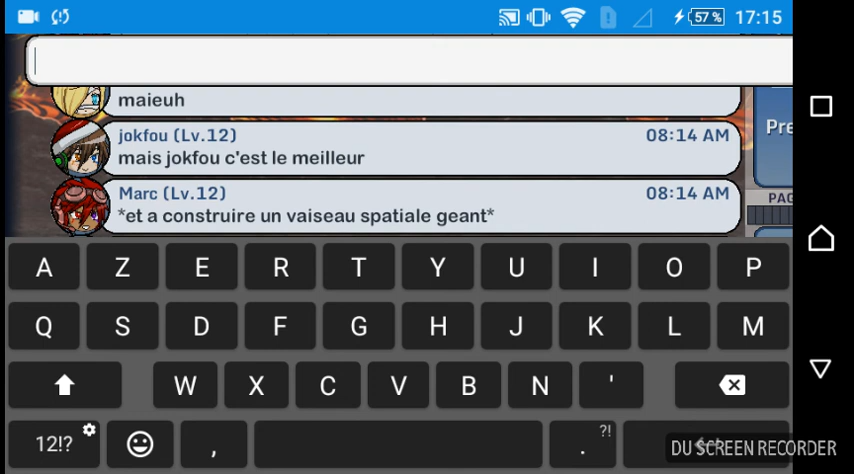 57 % 17:15
maieuh
jokfou (Lv.12) 08:14 AM
mais jokfou c'est le meilleur
Pre
Marc (Lv.12) 08:14 AM
PAG
*et a construire un vaiseau spatiale geant*
A Z E R T Y U I O P
Q S D F G H J K L M
W X C V B N '
12!? , . ?!
DU SCREEN RECORDER